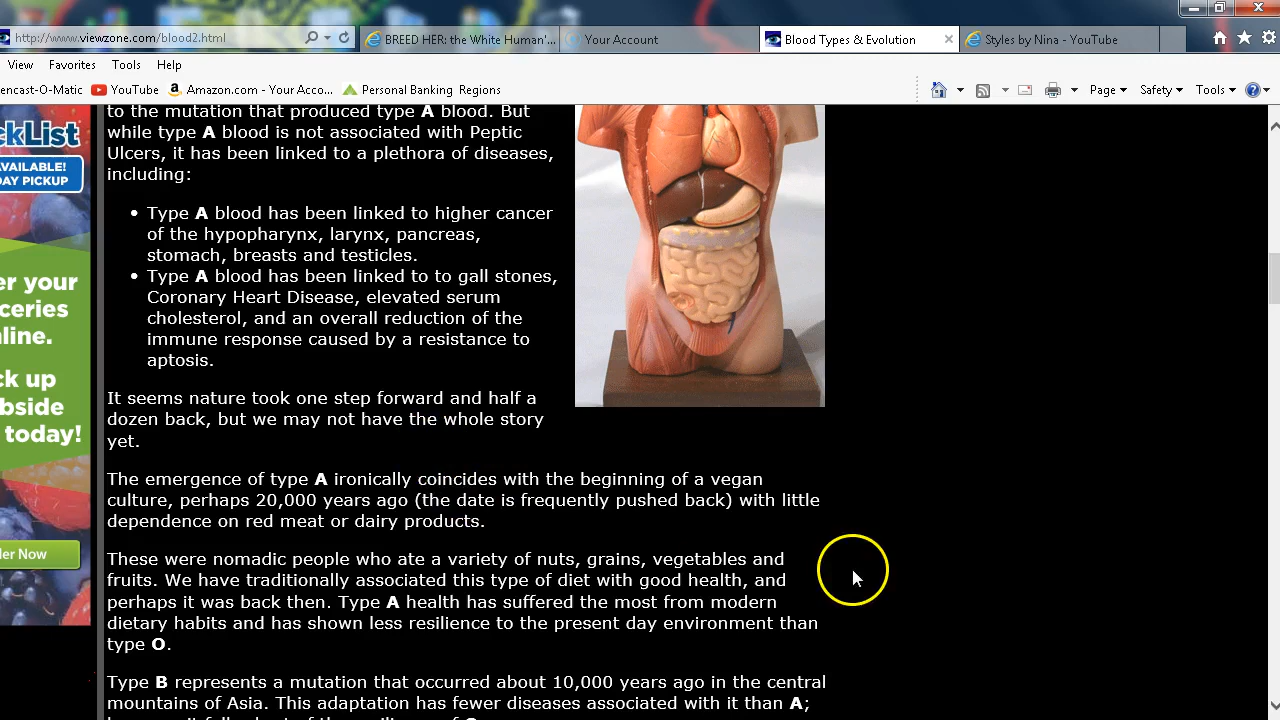 http://www.viewzone.com/blood2.html
BREED HER: the White Human'...
Your Account
Blood Types & Evolution
Styles by Nina - YouTube
View Favorites Tools Help
encast-O-Matic YouTube Amazon.com - Your Acco... Personal Banking Regions
Page Safety Tools
ckList
AVAILABLE!
DAY PICKUP
er your
ceries
nline.
ck up
bside
today!
der Now
to the mutation that produced type A blood. But
while type A blood is not associated with Peptic
Ulcers, it has been linked to a plethora of diseases,
including:
Type A blood has been linked to higher cancer
of the hypopharynx, larynx, pancreas,
stomach, breasts and testicles.
Type A blood has been linked to to gall stones,
Coronary Heart Disease, elevated serum
cholesterol, and an overall reduction of the
immune response caused by a resistance to
aptosis.
It seems nature took one step forward and half a
dozen back, but we may not have the whole story
yet.
The emergence of type A ironically coincides with the beginning of a vegan
culture, perhaps 20,000 years ago (the date is frequently pushed back) with little
dependence on red meat or dairy products.
These were nomadic people who ate a variety of nuts, grains, vegetables and
fruits. We have traditionally associated this type of diet with good health, and
perhaps it was back then. Type A health has suffered the most from modern
dietary habits and has shown less resilience to the present day environment than
type O.
Type B represents a mutation that occurred about 10,000 years ago in the central
mountains of Asia. This adaptation has fewer diseases associated with it than A;